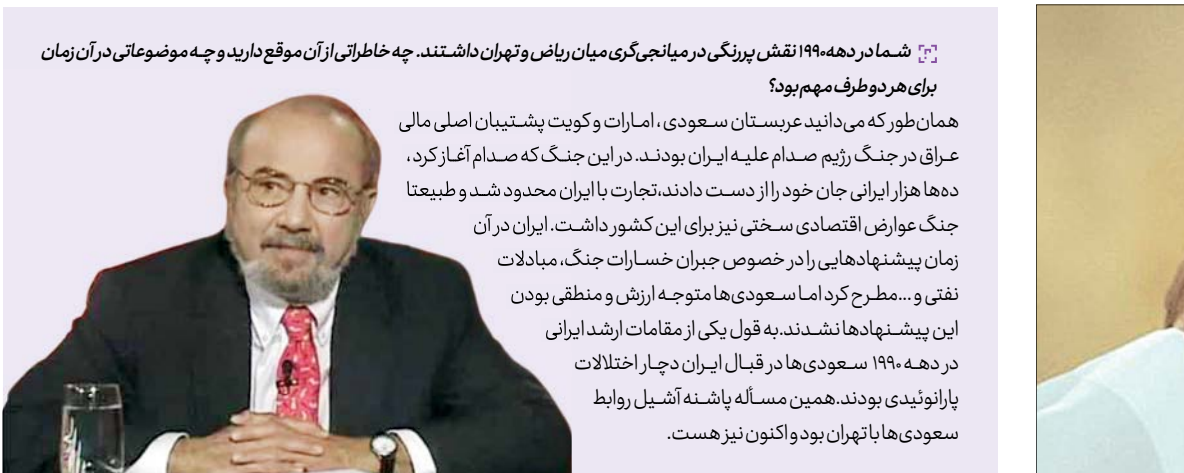 شما در دهه ۱۹۹۰ نقش پررنگی در میانجی‌گری میان ریاض و تهران داشتند. چه خاطراتی از آن موقع دارید و چه موضوعاتی در آن زمان
برای هر دو طرف مهم بود؟
همان‌طور که می‌دانید عربستان سعودی، امارات و کویت پشتیبان اصلی مالی
عراق در جنگ رژیم صدام علیه ایران بودند. در این جنگ که صدام آغاز کرد،
ده‌ها هزار ایرانی جان خود را از دست دادند،تجارت با ایران محدود شد و طبیعتا
جنگ عوارض اقتصادی سختی نیز برای این کشور داشت. ایران در آن
زمان پیشنهادهایی را در خصوص جبران خسارات جنگ، مبادلات
نفتی و...مطرح کرد اما سعودی‌ها متوجه ارزش و منطقی بودن
این پیشنهادها نشدند.به قول یکی از مقامات ارشد ایرانی
در دهه ۱۹۹۰ سعودی‌ها در قبال ایران دچار اختلالات
پارانوئیدی بودند.همین مسأله پاشنه آشیل روابط
سعودی‌ها با تهران بود و اکنون نیز هست.